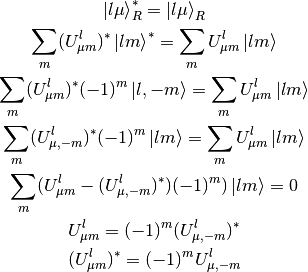 |lμ⟩*_R = |lμ⟩_R
∑_m (U^l_{μm})* |lm⟩* = ∑_m U^l_{μm} |lm⟩
∑_m (U^l_{μm})* (-1)^m |l, -m⟩ = ∑_m U^l_{μm} |lm⟩
∑_m (U^l_{μ,-m})* (-1)^m |lm⟩ = ∑_m U^l_{μm} |lm⟩
∑_m (U^l_{μm} - (U^l_{μ,-m})*)(-1)^m) |lm⟩ = 0
U^l_{μm} = (-1)^m (U^l_{μ,-m})*
(U^l_{μm})* = (-1)^m U^l_{μ,-m}